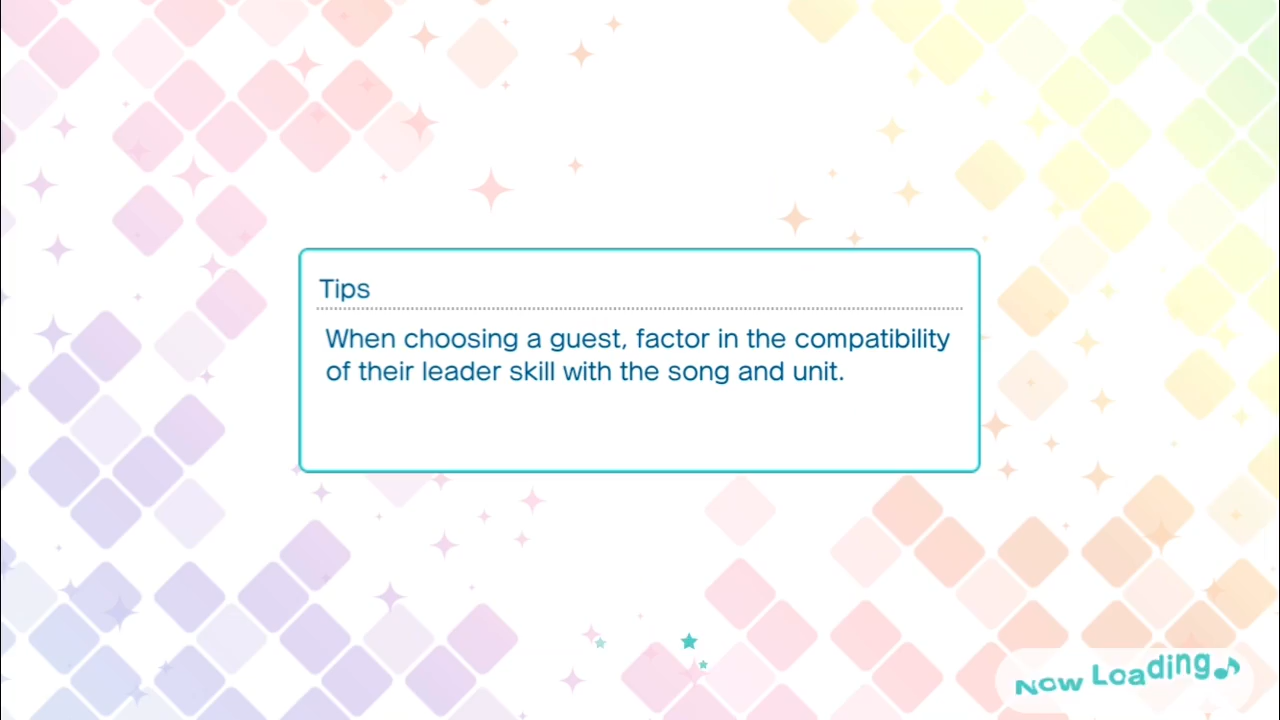 Tips
When choosing a guest, factor in the compatibility
of their leader skill with the song and unit.
Now Loading♪